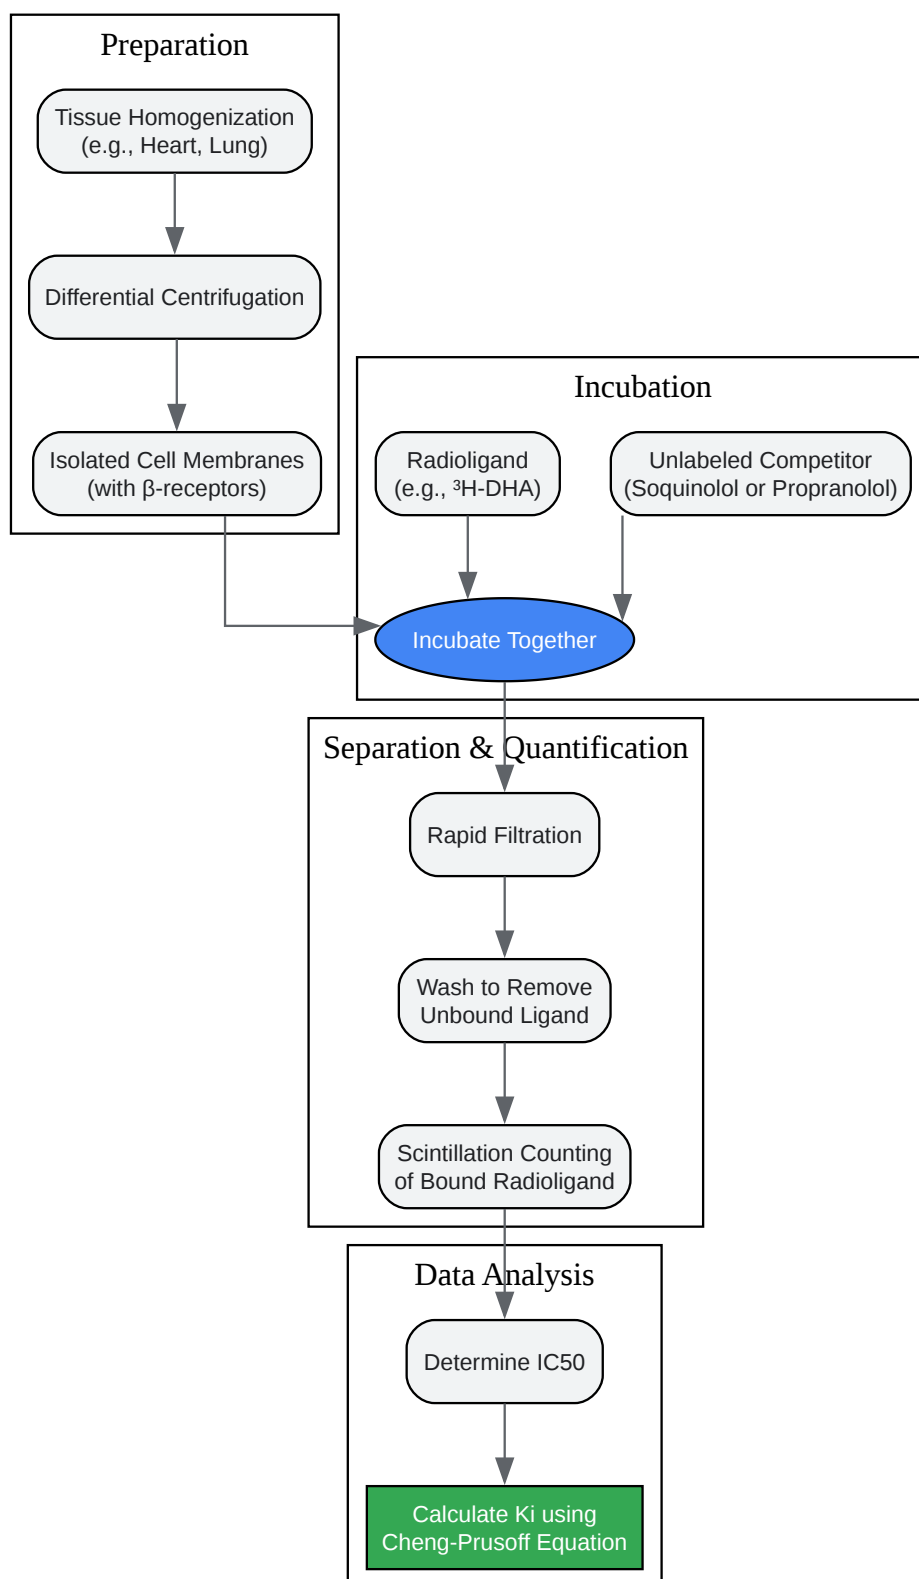 Preparation
Tissue Homogenization
(e.g., Heart, Lung)
Differential Centrifugation
Isolated Cell Membranes
(with β-receptors)
Incubation
Radioligand
(e.g., ³H-DHA)
Unlabeled Competitor
(Soquinolol or Propranolol)
Incubate Together
Separation & Quantification
Rapid Filtration
Wash to Remove
Unbound Ligand
Scintillation Counting
of Bound Radioligand
Data Analysis
Determine IC50
Calculate Ki using
Cheng-Prusoff Equation